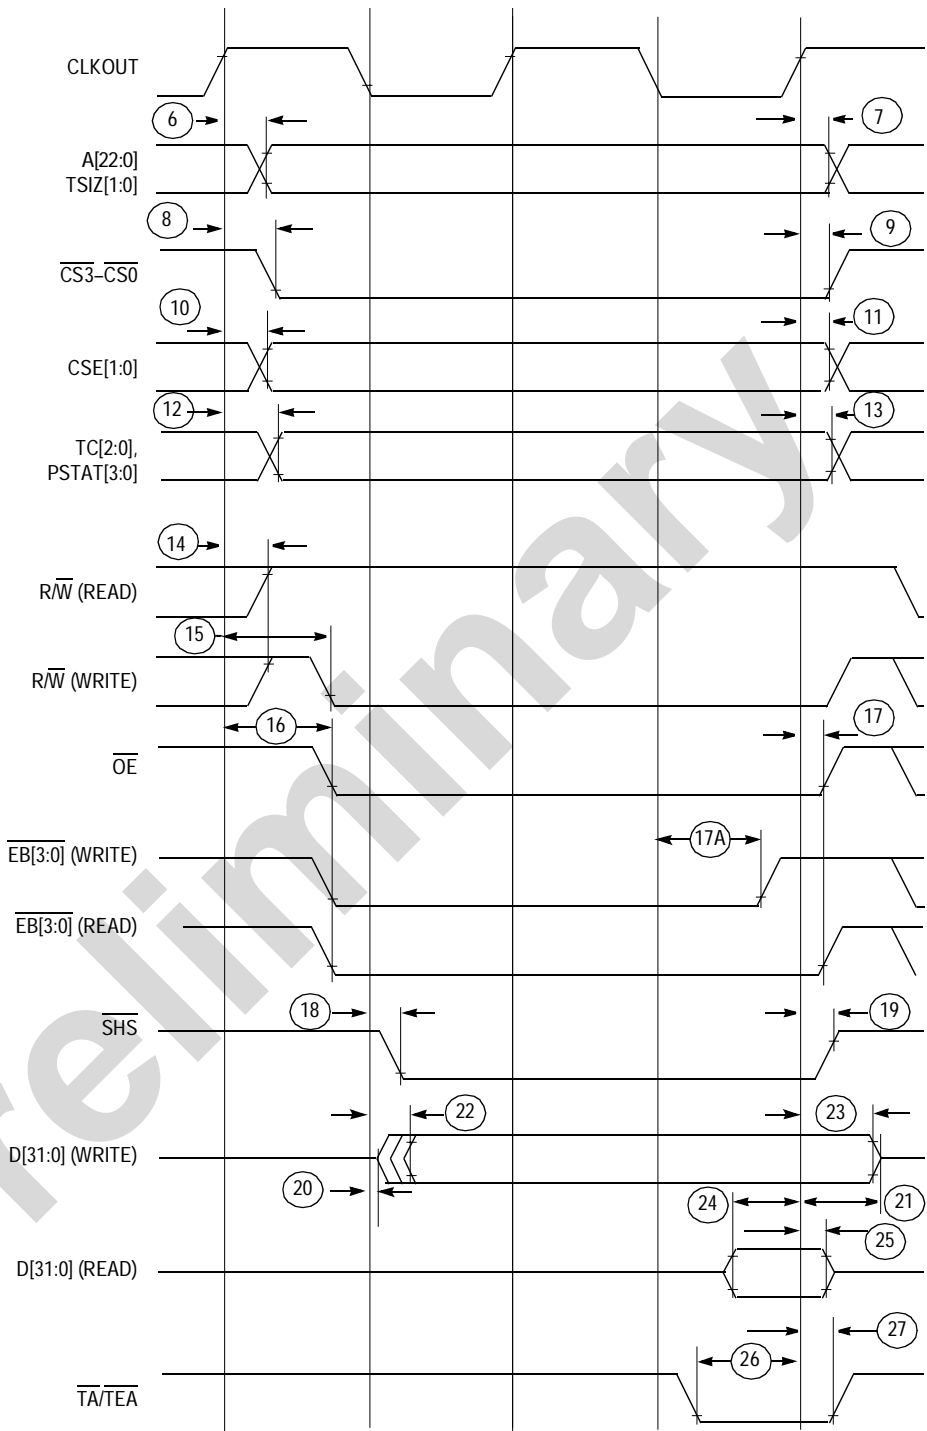 CLKOUT
6
7
A[22:0]
TSIZ[1:0]
8
9
CS3–CS0
10
11
CSE[1:0]
12
13
TC[2:0],
PSTAT[3:0]
14
R/W (READ)
15
R/W (WRITE)
16
17
OE
17A
EB[3:0] (WRITE)
EB[3:0] (READ)
18
19
SHS
22
23
D[31:0] (WRITE)
20
24
21
25
D[31:0] (READ)
27
26
TA/TEA
reliminary